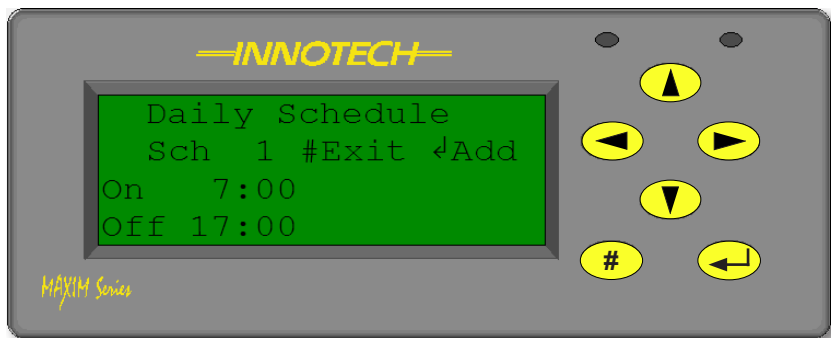 INNOTECH
Daily Schedule
Sch 1 #Exit ↲Add
On 7:00
Off 17:00
#
MAXIM Series